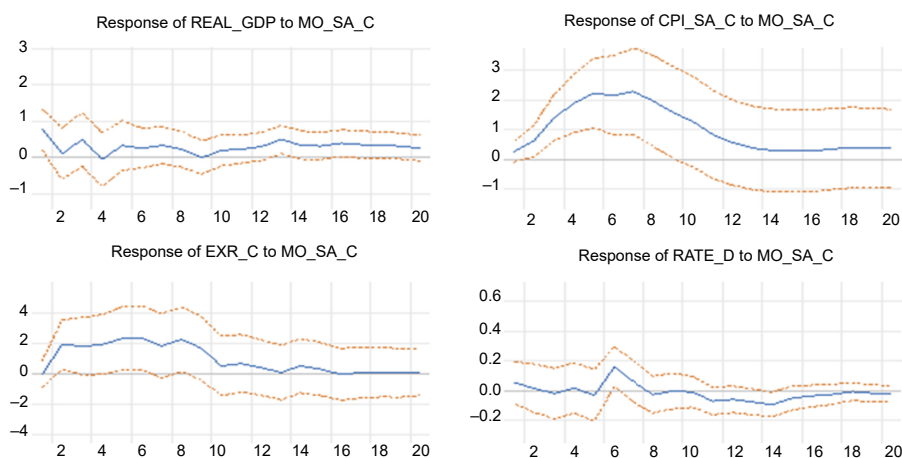 Response of REAL_GDP to MO_SA_C
3
2
1
0
–1
2 4 6 8 10 12 14 16 18 20
Response of CPI_SA_C to MO_SA_C
3
2
1
0
–1
2 4 6 8 10 12 14 16 18 20
Response of EXR_C to MO_SA_C
4
2
0
–2
–4
2 4 6 8 10 12 14 16 18 20
Response of RATE_D to MO_SA_C
0.6
0.4
0.2
0.0
–0.2
2 4 6 8 10 12 14 16 18 20